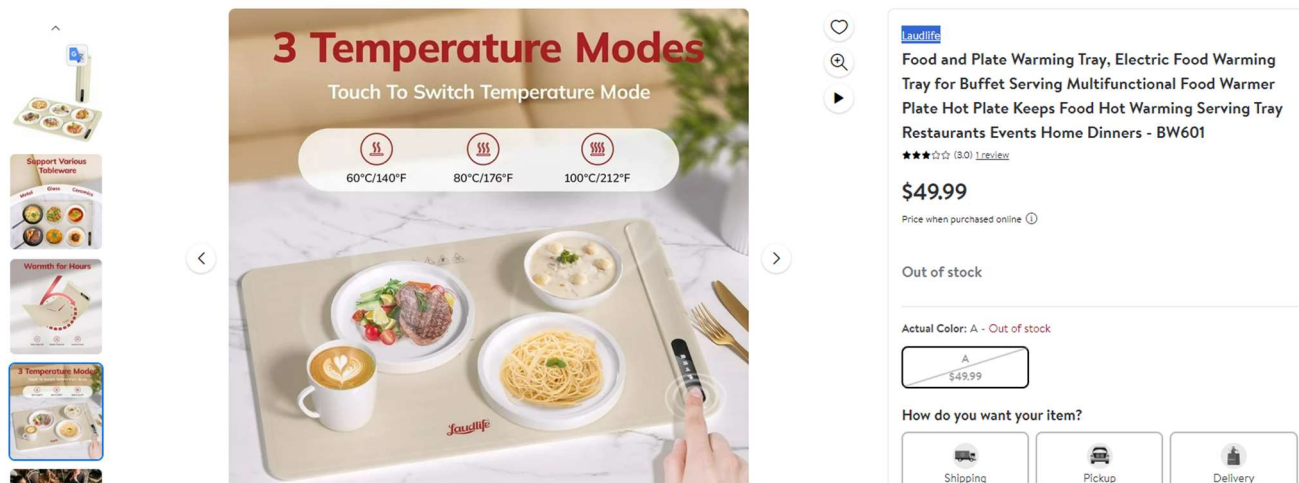 Support Various
Tableware
Metal Glass Ceramics
Warmth for Hours
3 Temperature Modes
3 Temperature Modes
Touch To Switch Temperature Mode
60°C/140°F
80°C/176°F
100°C/212°F
Laudlife
Laudlife
Food and Plate Warming Tray, Electric Food Warming
Tray for Buffet Serving Multifunctional Food Warmer
Plate Hot Plate Keeps Food Hot Warming Serving Tray
Restaurants Events Home Dinners - BW601
(3.0) 1 review
$49.99
Price when purchased online
Out of stock
Actual Color: A - Out of stock
A
$49.99
How do you want your item?
Shipping
Pickup
Delivery